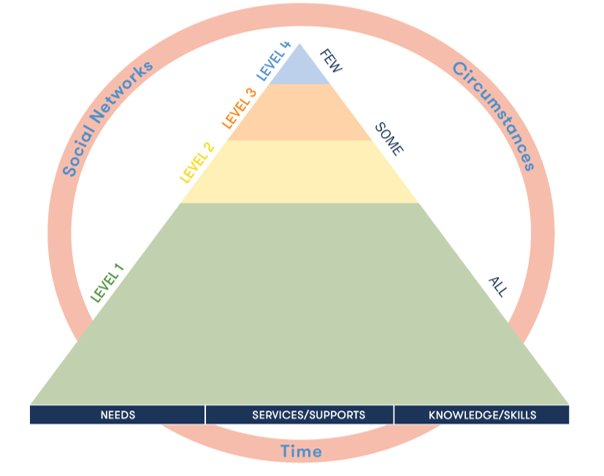 LEVEL 4
FEW
Social Networks
Circumstances
LEVEL 3
SOME
LEVEL 2
LEVEL 1
ALL
NEEDS
SERVICES/SUPPORTS
KNOWLEDGE/SKILLS
Time